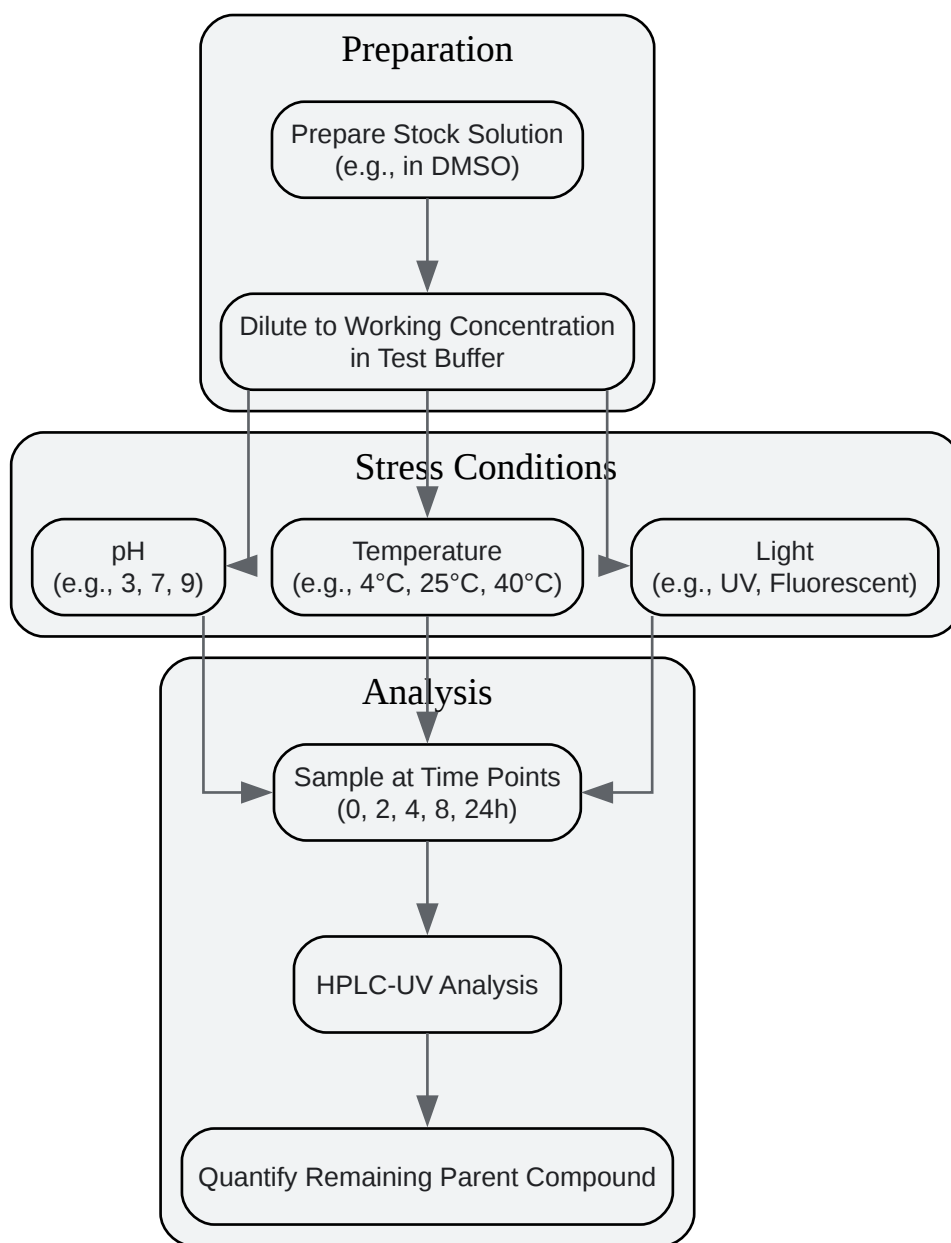 Preparation
Prepare Stock Solution
(e.g., in DMSO)
Dilute to Working Concentration
in Test Buffer
Stress Conditions
pH
(e.g., 3, 7, 9)
Temperature
(e.g., 4°C, 25°C, 40°C)
Light
(e.g., UV, Fluorescent)
Analysis
Sample at Time Points
(0, 2, 4, 8, 24h)
HPLC-UV Analysis
Quantify Remaining Parent Compound